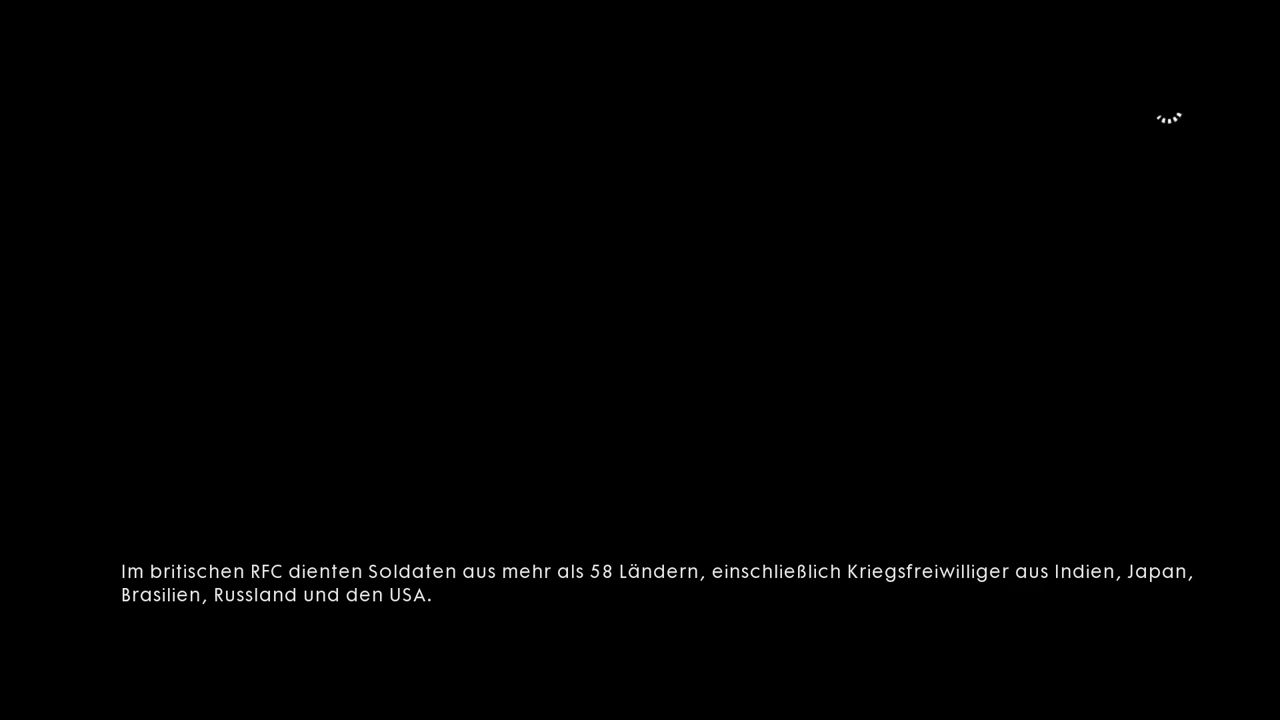 Im britischen RFC dienten Soldaten aus mehr als 58 Ländern, einschließlich Kriegsfreiwilliger aus Indien, Japan,
Brasilien, Russland und den USA.